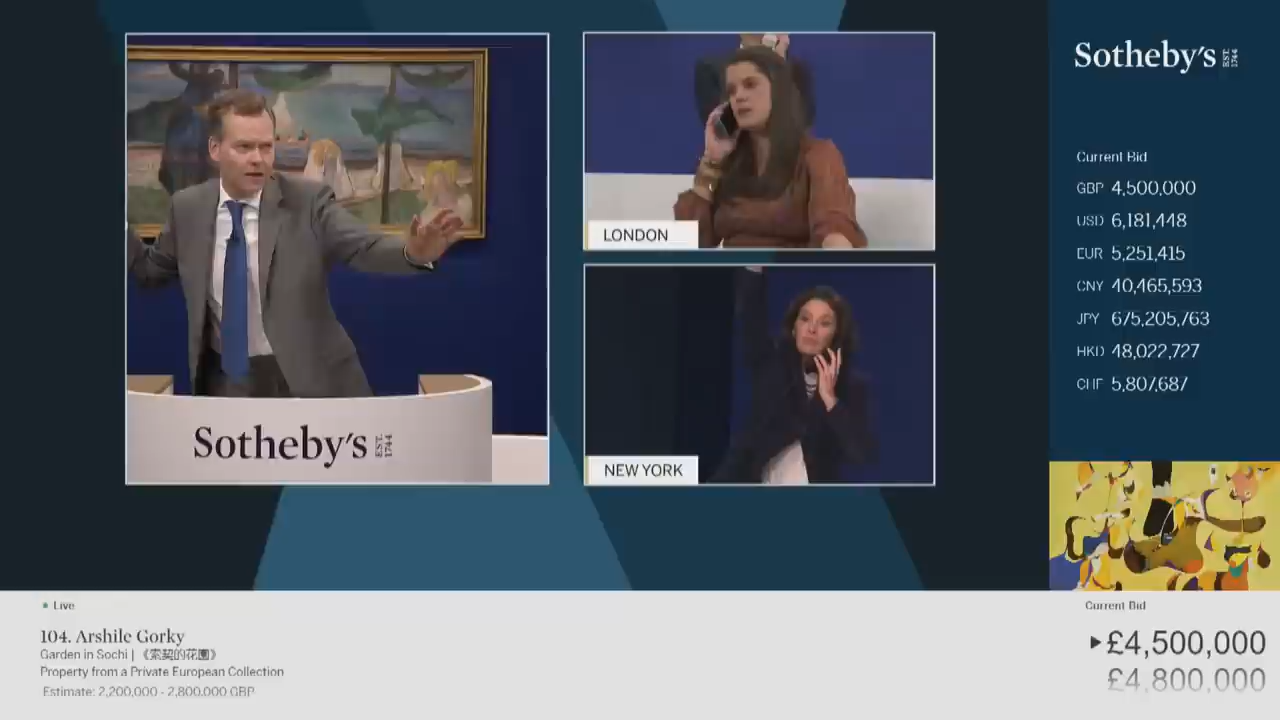 Sotheby's EST. 1744
LONDON
Sotheby's EST. 1744
NEW YORK
Current Bid
GBP 4,500,000
USD 6,181,448
EUR 5,251,415
CNY 40,465,593
JPY 675,205,763
HKD 48,022,727
CHF 5,807,687
Live
104. Arshile Gorky
Garden in Sochi | 《索契的花園》
Property from a Private European Collection
Estimate: 2,200,000 - 2,800,000 GBP
Current Bid
£4,500,000
£4,800,000